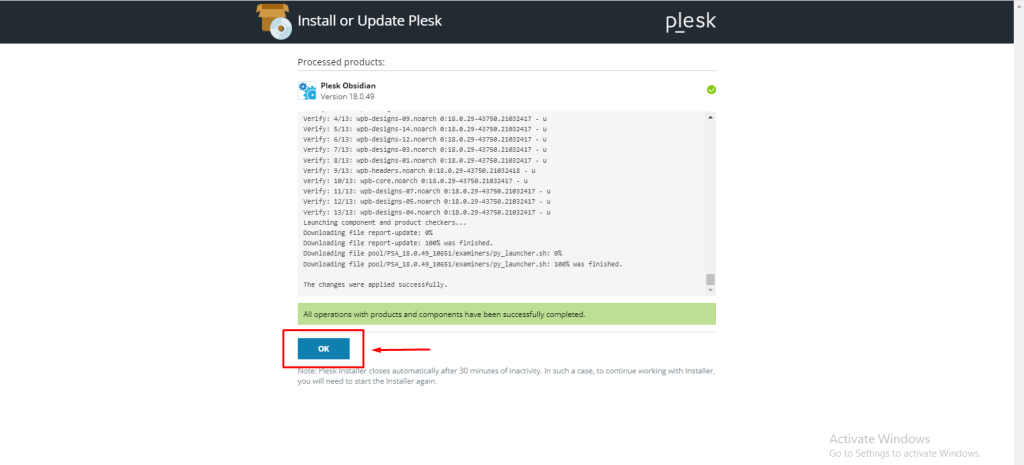 Install or Update Plesk
plesk
Processed products:
Plesk Obsidian
Version 18.0.49
Verify: 4/13: wpb-designs-09.noarch 0:18.0.29-43750.21032417 - u
Verify: 5/13: wpb-designs-14.noarch 0:18.0.29-43750.21032417 - u
Verify: 6/13: wpb-designs-12.noarch 0:18.0.29-43750.21032417 - u
Verify: 7/13: wpb-designs-03.noarch 0:18.0.29-43750.21032417 - u
Verify: 8/13: wpb-designs-01.noarch 0:18.0.29-43750.21032417 - u
Verify: 9/13: wpb-headers.noarch 0:18.0.29-43750.21032418 - u
Verify: 10/13: wpb-core.noarch 0:18.0.29-43750.21032417 - u
Verify: 11/13: wpb-designs-07.noarch 0:18.0.29-43750.21032417 - u
Verify: 12/13: wpb-designs-05.noarch 0:18.0.29-43750.21032417 - u
Verify: 13/13: wpb-designs-04.noarch 0:18.0.29-43750.21032417 - u
Launching component and product checkers...
Downloading file report-update: 0%
Downloading file report-update: 100% was finished.
Downloading file pool/PSA_18.0.49_10651/examiners/py_launcher.sh: 0%
Downloading file pool/PSA_18.0.49_10651/examiners/py_launcher.sh: 100% was finished.
The changes were applied successfully.
All operations with products and components have been successfully completed.
OK
Note: Plesk Installer closes automatically after 30 minutes of inactivity. In such a case, to continue working with Installer,
you will need to start the Installer again.
Activate Windows
Go to Settings to activate Windows.